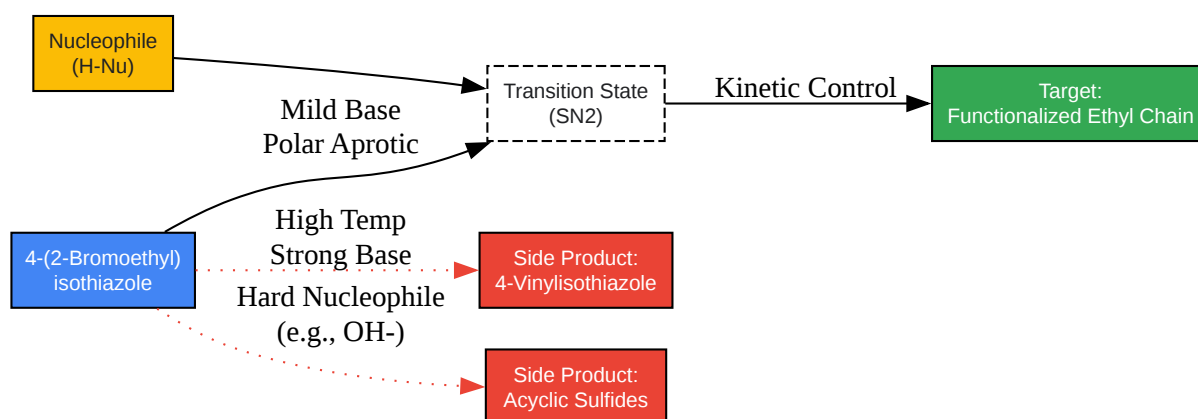 Nucleophile
(H-Nu)
Transition State
(SN2)
Kinetic Control
Target:
Functionalized Ethyl Chain
Mild Base
Polar Aprotic
4-(2-Bromoethyl)
isothiazole
High Temp
Strong Base
Side Product:
4-Vinylisothiazole
Hard Nucleophile
(e.g., OH-)
Side Product:
Acyclic Sulfides